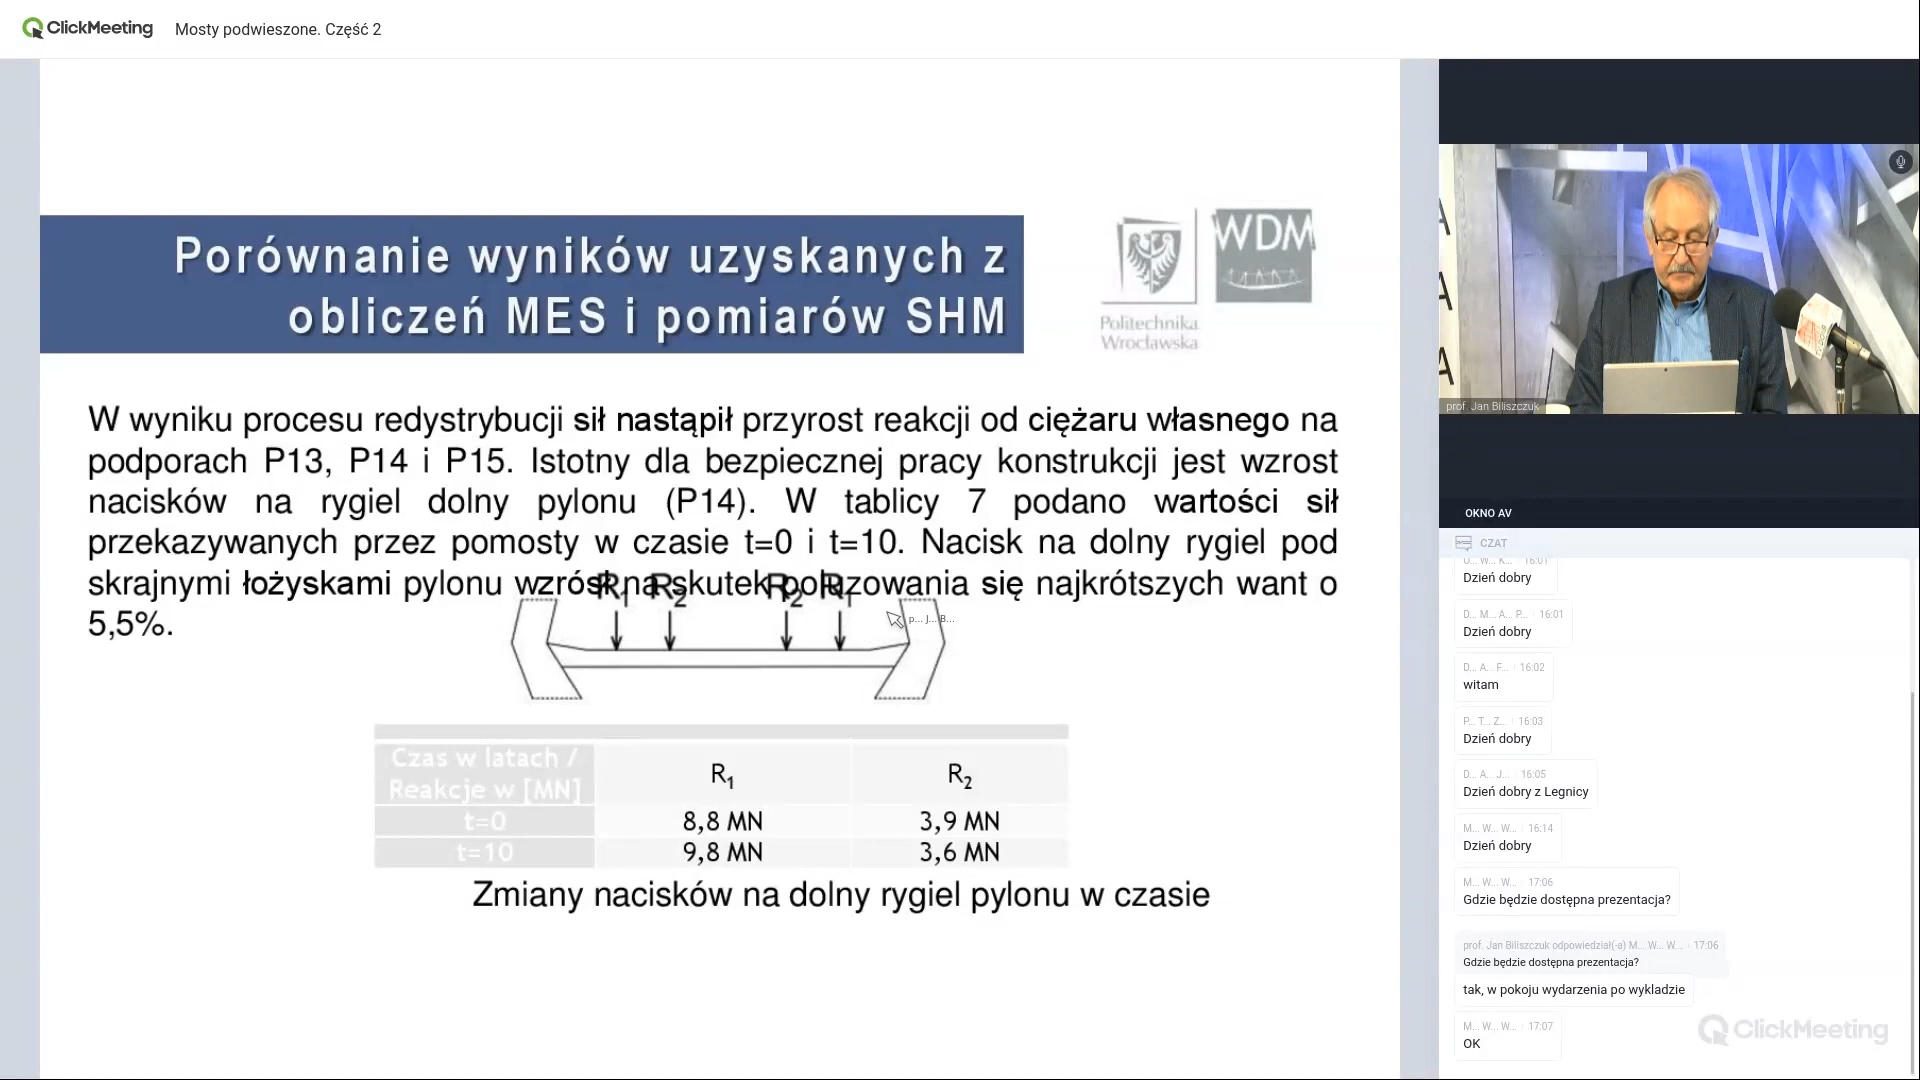 ClickMeeting
Mosty podwieszone. Część 2
Porównanie wyników uzyskanych z
obliczeń MES i pomiarów SHM
WDM
Politechnika
Wrocławska
W wyniku procesu redystrybucji sił nastąpił przyrost reakcji od ciężaru własnego na
podporach P13, P14 i P15. Istotny dla bezpiecznej pracy konstrukcji jest wzrost
nacisków na rygiel dolny pylonu (P14). W tablicy 7 podano wartości sił
przekazywanych przez pomosty w czasie t=0 i t=10. Nacisk na dolny rygiel pod
skrajnymi łożyskami pylonu wzrósł na skutek poluzowania się najkrótszych want o
5,5%.
R1 R2 R2 R1
p... J... B...
Czas w latach /
Reakcje w [MN]
R1
R2
t=0
8,8 MN
3,9 MN
t=10
9,8 MN
3,6 MN
Zmiany nacisków na dolny rygiel pylonu w czasie
prof. Jan Biliszczuk
OKNO AV
CZAT
16:01
Dzień dobry
D... M... A... P... 16:01
Dzień dobry
D... A... F... 16:02
witam
P... T... Z... 16:03
Dzień dobry
D... A... J... 16:05
Dzień dobry z Legnicy
M... W... W... 16:14
Dzień dobry
M... W... W... 17:06
Gdzie będzie dostępna prezentacja?
prof. Jan Biliszczuk odpowiedział(-a) M... W... W... 17:06
Gdzie będzie dostępna prezentacja?
tak, w pokoju wydarzenia po wykladzie
M... W... W... 17:07
OK
ClickMeeting